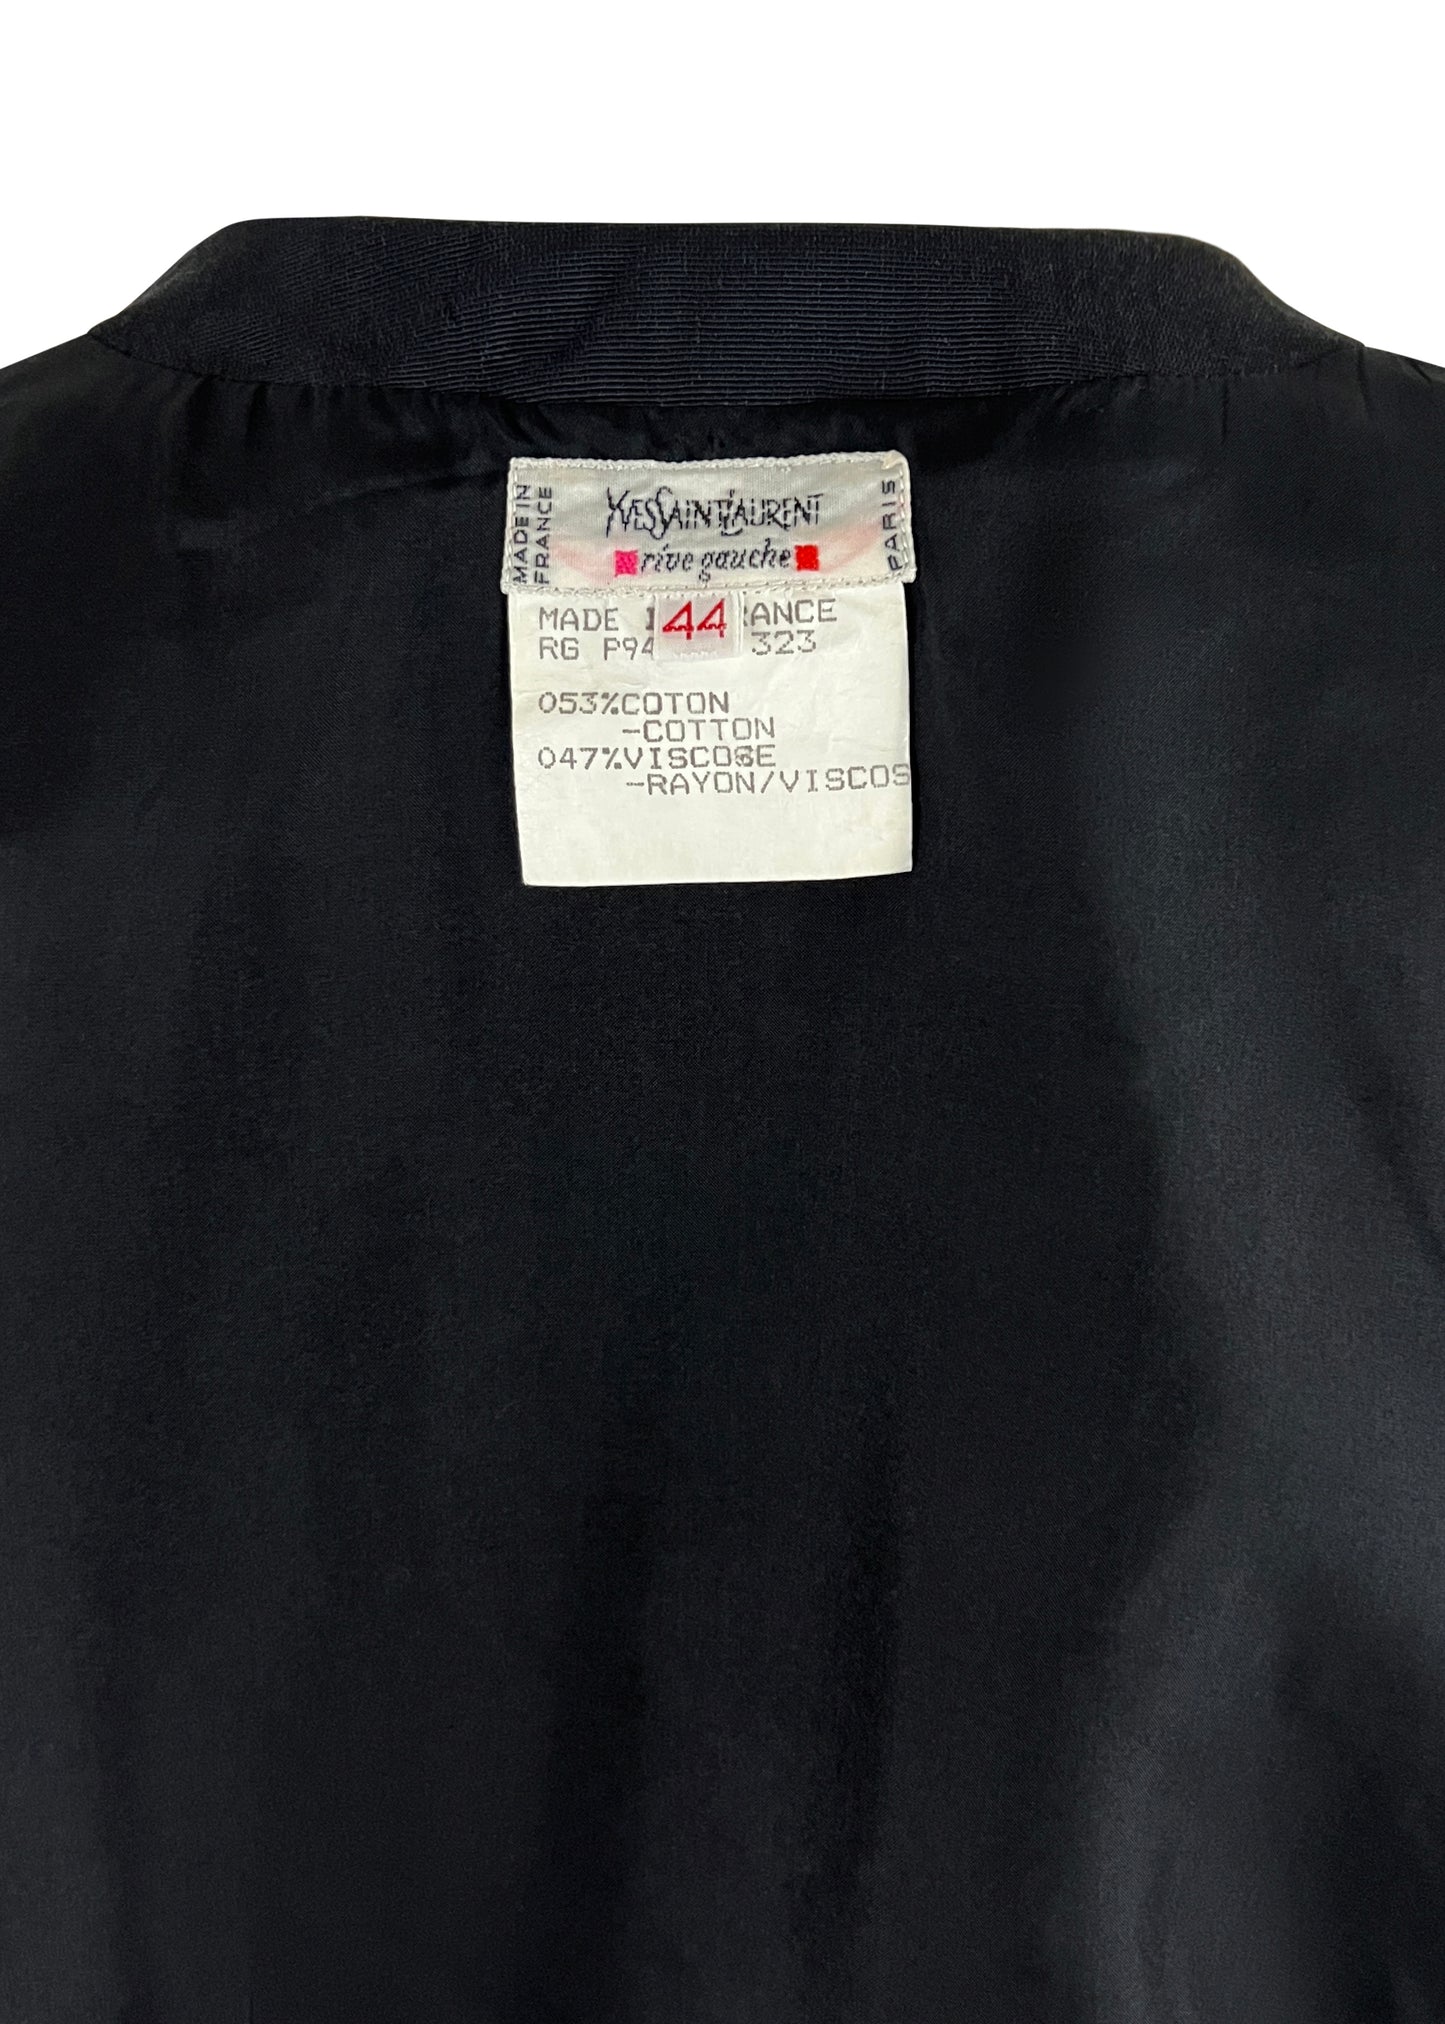 MADE IN
FRANCE
YVESSAINTLAURENT
rive gauche
PARIS
MADE
44
ANCE
RG P94
323
053%COTON
-COTTON
047%VISCOSE
-RAYON/VISCOS